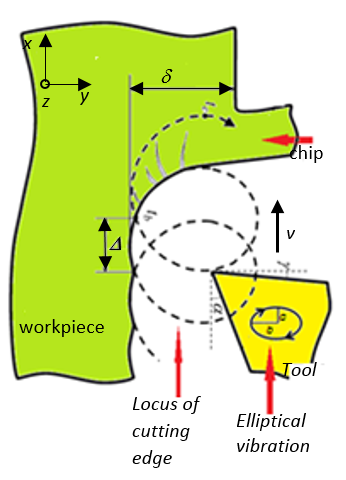 x
δ
z
y
chip
v
Δ
γ
α
workpiece
Tool
Locus of
cutting
edge
Elliptical
vibration